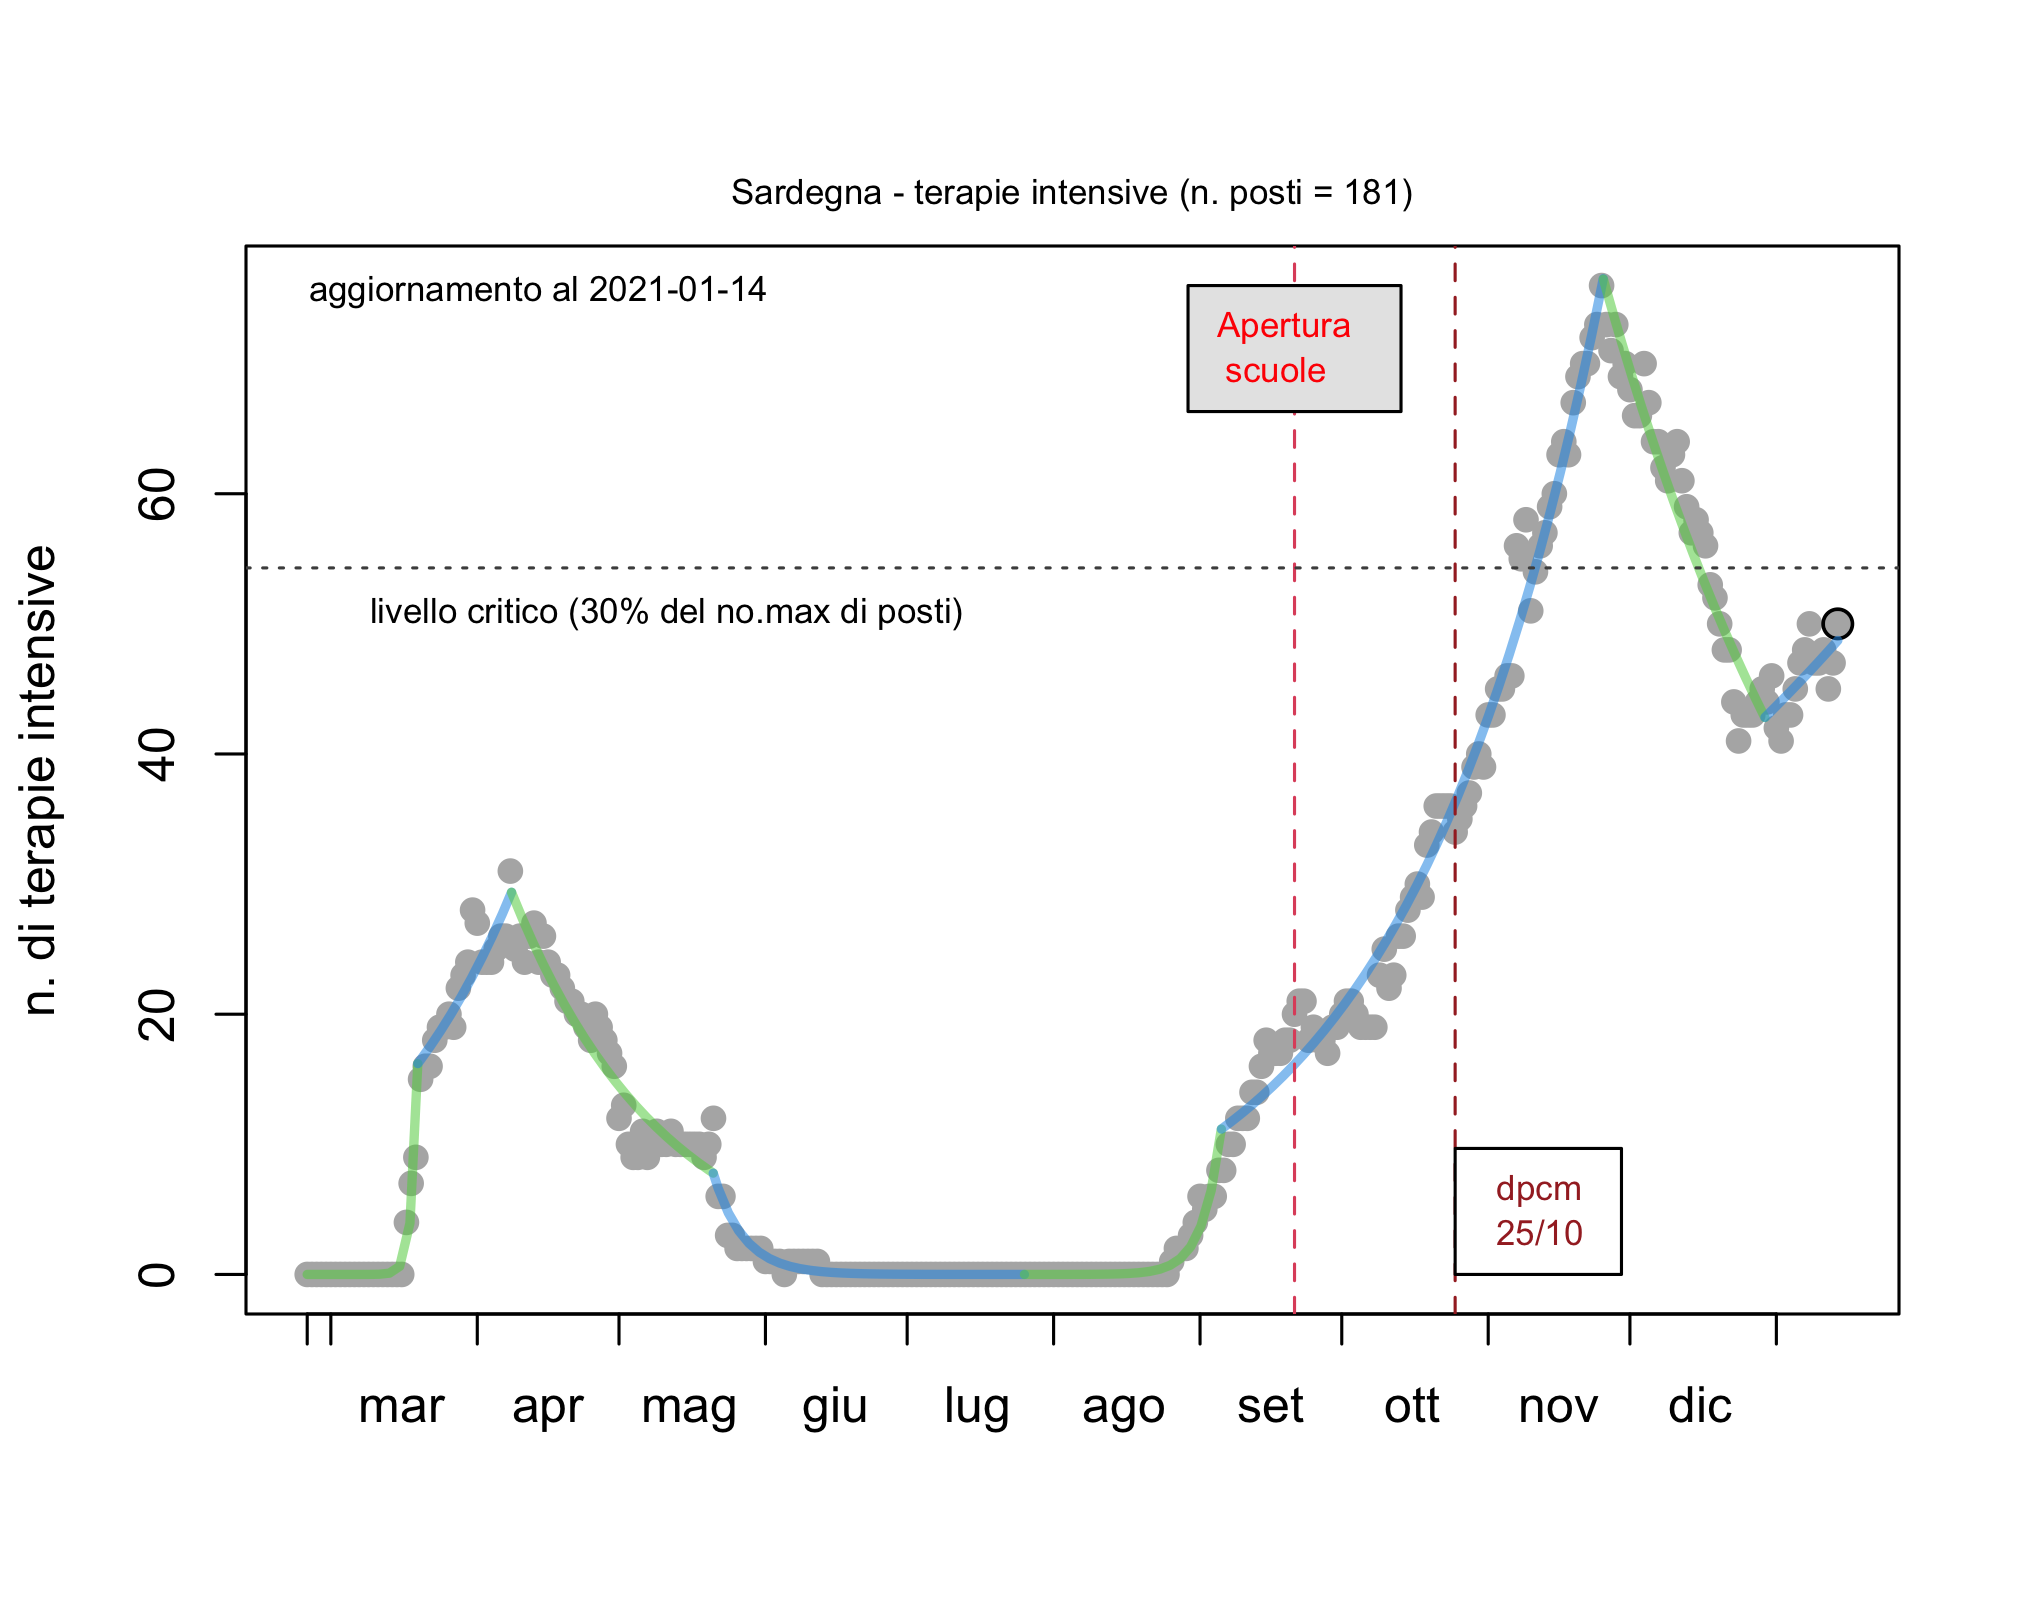 Sardegna - terapie intensive (n. posti = 181)
aggiornamento al 2021-01-14
Apertura
scuole
livello critico (30% del no.max di posti)
dpcm
25/10
n. di terapie intensive
60
40
20
0
mar apr mag giu lug ago set ott nov dic